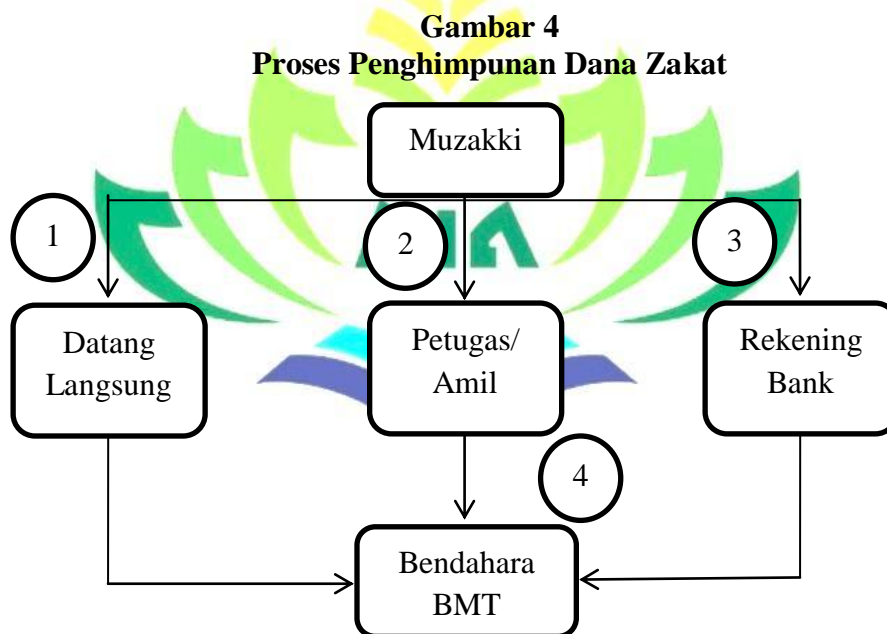 Gambar 4
Proses Penghimpunan Dana Zakat
Muzakki
1
2
3
Datang
Langsung
Petugas/
Amil
Rekening
Bank
4
Bendahara
BMT